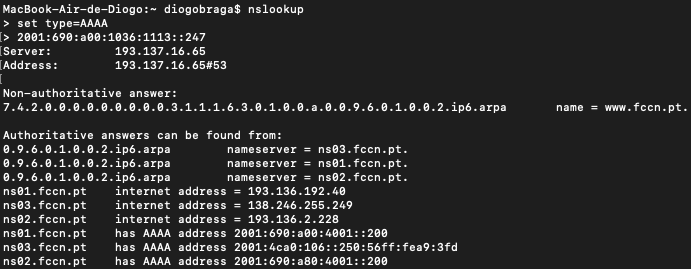 MacBook-Air-de-Diogo:~ diogobraga$ nslookup
> set type=AAAA
[> 2001:690:a00:1036:1113::247
Server: 193.137.16.65
[Address: 193.137.16.65#53
[
Non-authoritative answer:
7.4.2.0.0.0.0.0.0.0.0.0.3.1.1.1.6.3.0.1.0.0.a.0.0.9.6.0.1.0.0.2.ip6.arpa name = www.fccn.pt.
Authoritative answers can be found from:
0.9.6.0.1.0.0.2.ip6.arpa nameserver = ns03.fccn.pt.
0.9.6.0.1.0.0.2.ip6.arpa nameserver = ns01.fccn.pt.
0.9.6.0.1.0.0.2.ip6.arpa nameserver = ns02.fccn.pt.
ns01.fccn.pt internet address = 193.136.192.40
ns03.fccn.pt internet address = 138.246.255.249
ns02.fccn.pt internet address = 193.136.2.228
ns01.fccn.pt has AAAA address 2001:690:a00:4001::200
ns03.fccn.pt has AAAA address 2001:4ca0:106::250:56ff:fea9:3fd
ns02.fccn.pt has AAAA address 2001:690:a80:4001::200